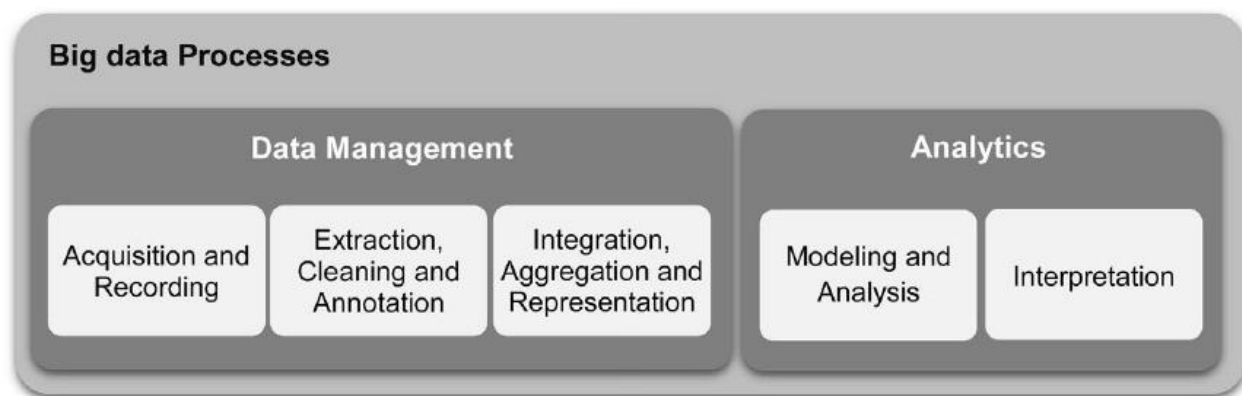 Big data Processes
Data Management
Acquisition and
Recording
Extraction,
Cleaning and
Annotation
Integration,
Aggregation and
Representation
Analytics
Modeling and
Analysis
Interpretation